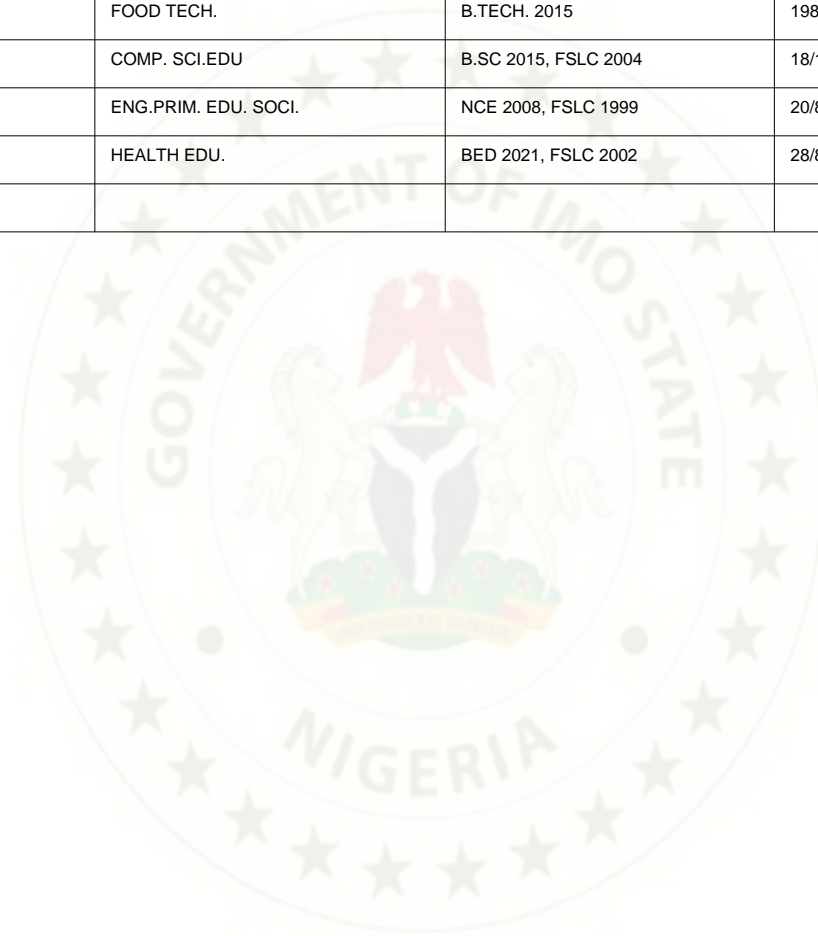 FOOD TECH. B.TECH. 2015 198
COMP. SCI.EDU B.SC 2015, FSLC 2004 18/
ENG.PRIM. EDU. SOCI. NCE 2008, FSLC 1999 20/8
HEALTH EDU. BED 2021, FSLC 2002 28/8
GOVERNMENT OF IMO STATE
NIGERIA